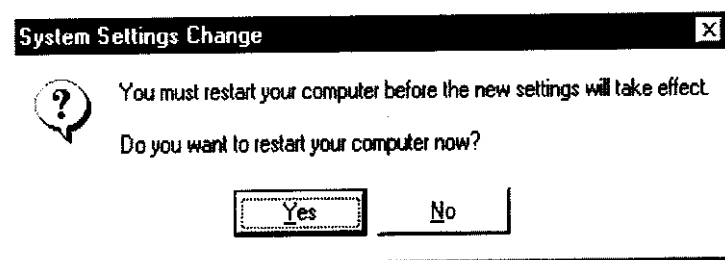 System Settings Change
You must restart your computer before the new settings will take effect.
Do you want to restart your computer now?
Yes No